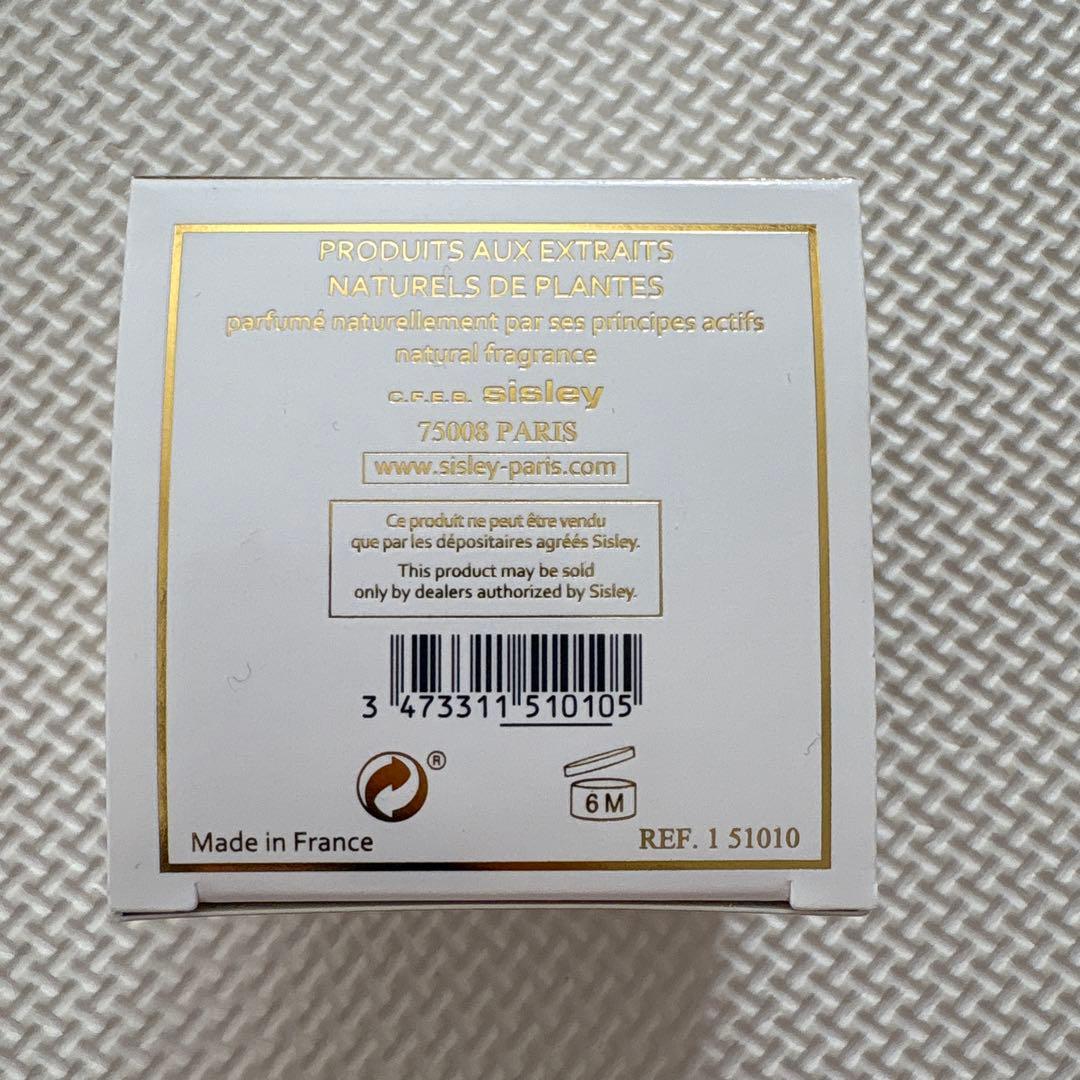 PRODUITS AUX EXTRAITS
NATURELS DE PLANTES
parfumé naturellement par ses principes actifs
natural fragrance
C.F.E.B. sisley
75008 PARIS
www.sisley-paris.com
Ce produit ne peut être vendu
que par les dépositaires agréés Sisley.
This product may be sold
only by dealers authorized by Sisley.
3 473311 510105
®
6 M
Made in France
REF. 1 51010